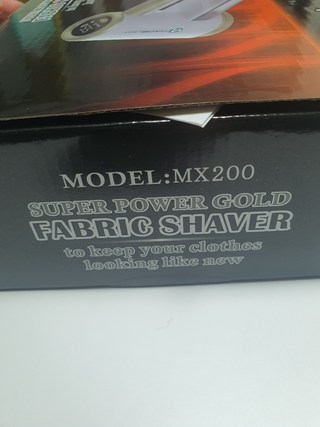 MODEL:MX200
SUPER POWER GOLD
FABRIC SHAVER
to keep your clothes
looking like new